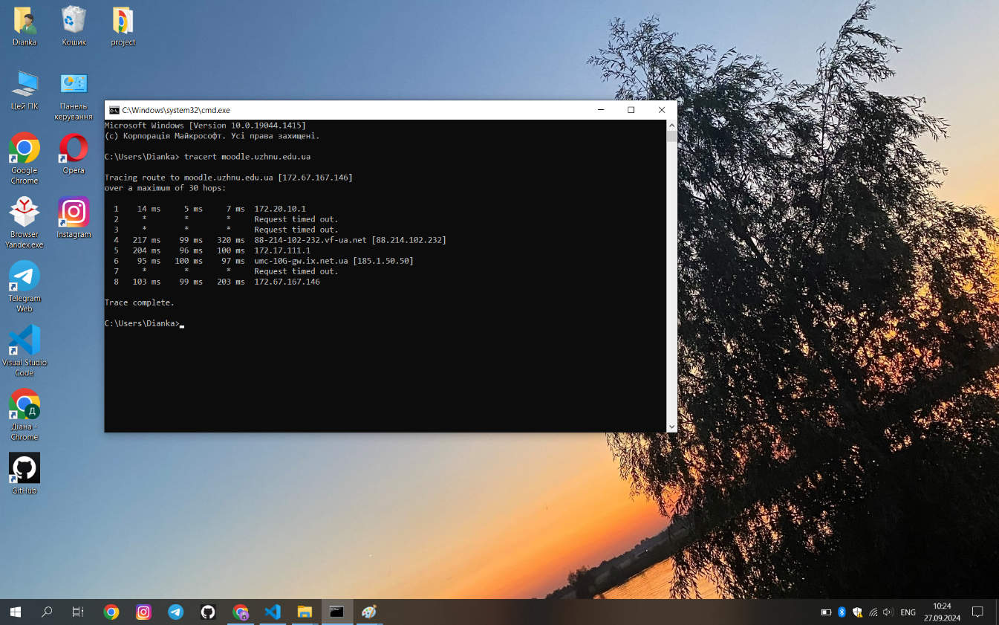 Dianka
Кошик
project
Цей ПК
Панель
керування
Google
Chrome
Opera
Browser
Yandex.exe
Instagram
Telegram
Web
Visual Studio
Code
Діана -
Chrome
GitHub
C:\Windows\system32\cmd.exe
Microsoft Windows [Version 10.0.19044.1415]
(c) Корпорація Майкрософт. Усі права захищені.
C:\Users\Dianka> tracert moodle.uzhnu.edu.ua
Tracing route to moodle.uzhnu.edu.ua [172.67.167.146]
over a maximum of 30 hops:
1 14 ms 5 ms 7 ms 172.20.10.1
2 * * * Request timed out.
3 * * * Request timed out.
4 217 ms 99 ms 320 ms 88-214-102-232.vf-ua.net [88.214.102.232]
5 204 ms 96 ms 100 ms 172.17.111.1
6 95 ms 100 ms 97 ms umc-10G-gw.ix.net.ua [185.1.50.50]
7 * * * Request timed out.
8 103 ms 99 ms 203 ms 172.67.167.146
Trace complete.
C:\Users\Dianka>
ENG
10:24
27.09.2024